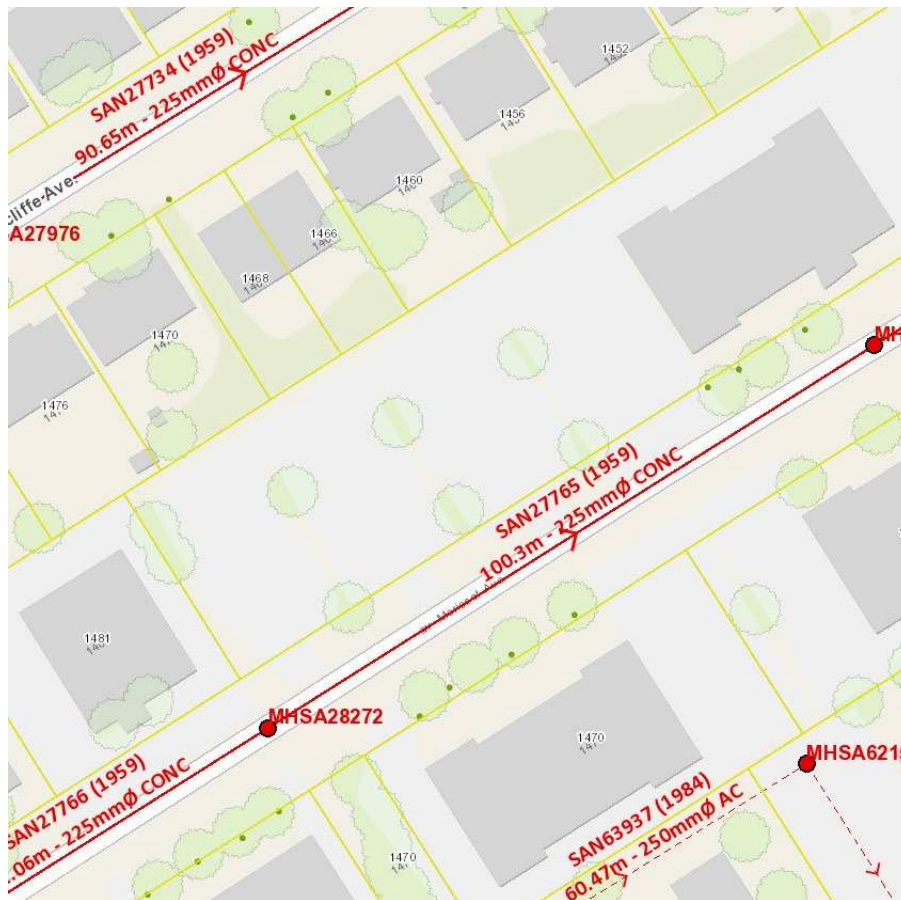 1452
SAN27734 (1959)
90.65m - 225mmØ CONC
1456
1460
cliffe Ave.
A27976
1466
1468
1470
1476
MH
SAN27765 (1959)
100.3m - 225mmØ CONC
1481
MHSA28272
1470
MHSA621
SAN27766 (1959)
.06m - 225mmØ CONC
SAN63937 (1984)
60.47m - 250mmØ AC
1470